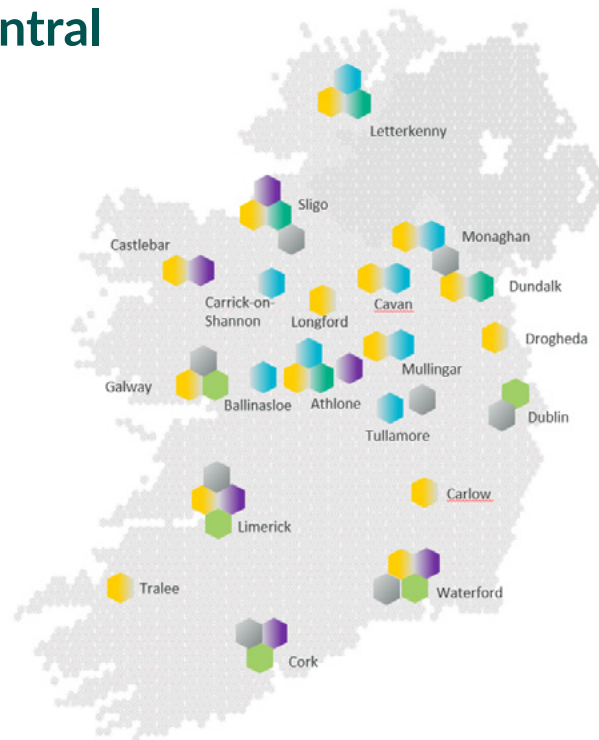 ntral
Letterkenny
Sligo
Castlebar
Monaghan
Carrick-on-
Shannon
Longford
Cavan
Dundalk
Drogheda
Mullingar
Galway
Ballinasloe
Athlone
Tullamore
Dublin
Carlow
Limerick
Tralee
Waterford
Cork